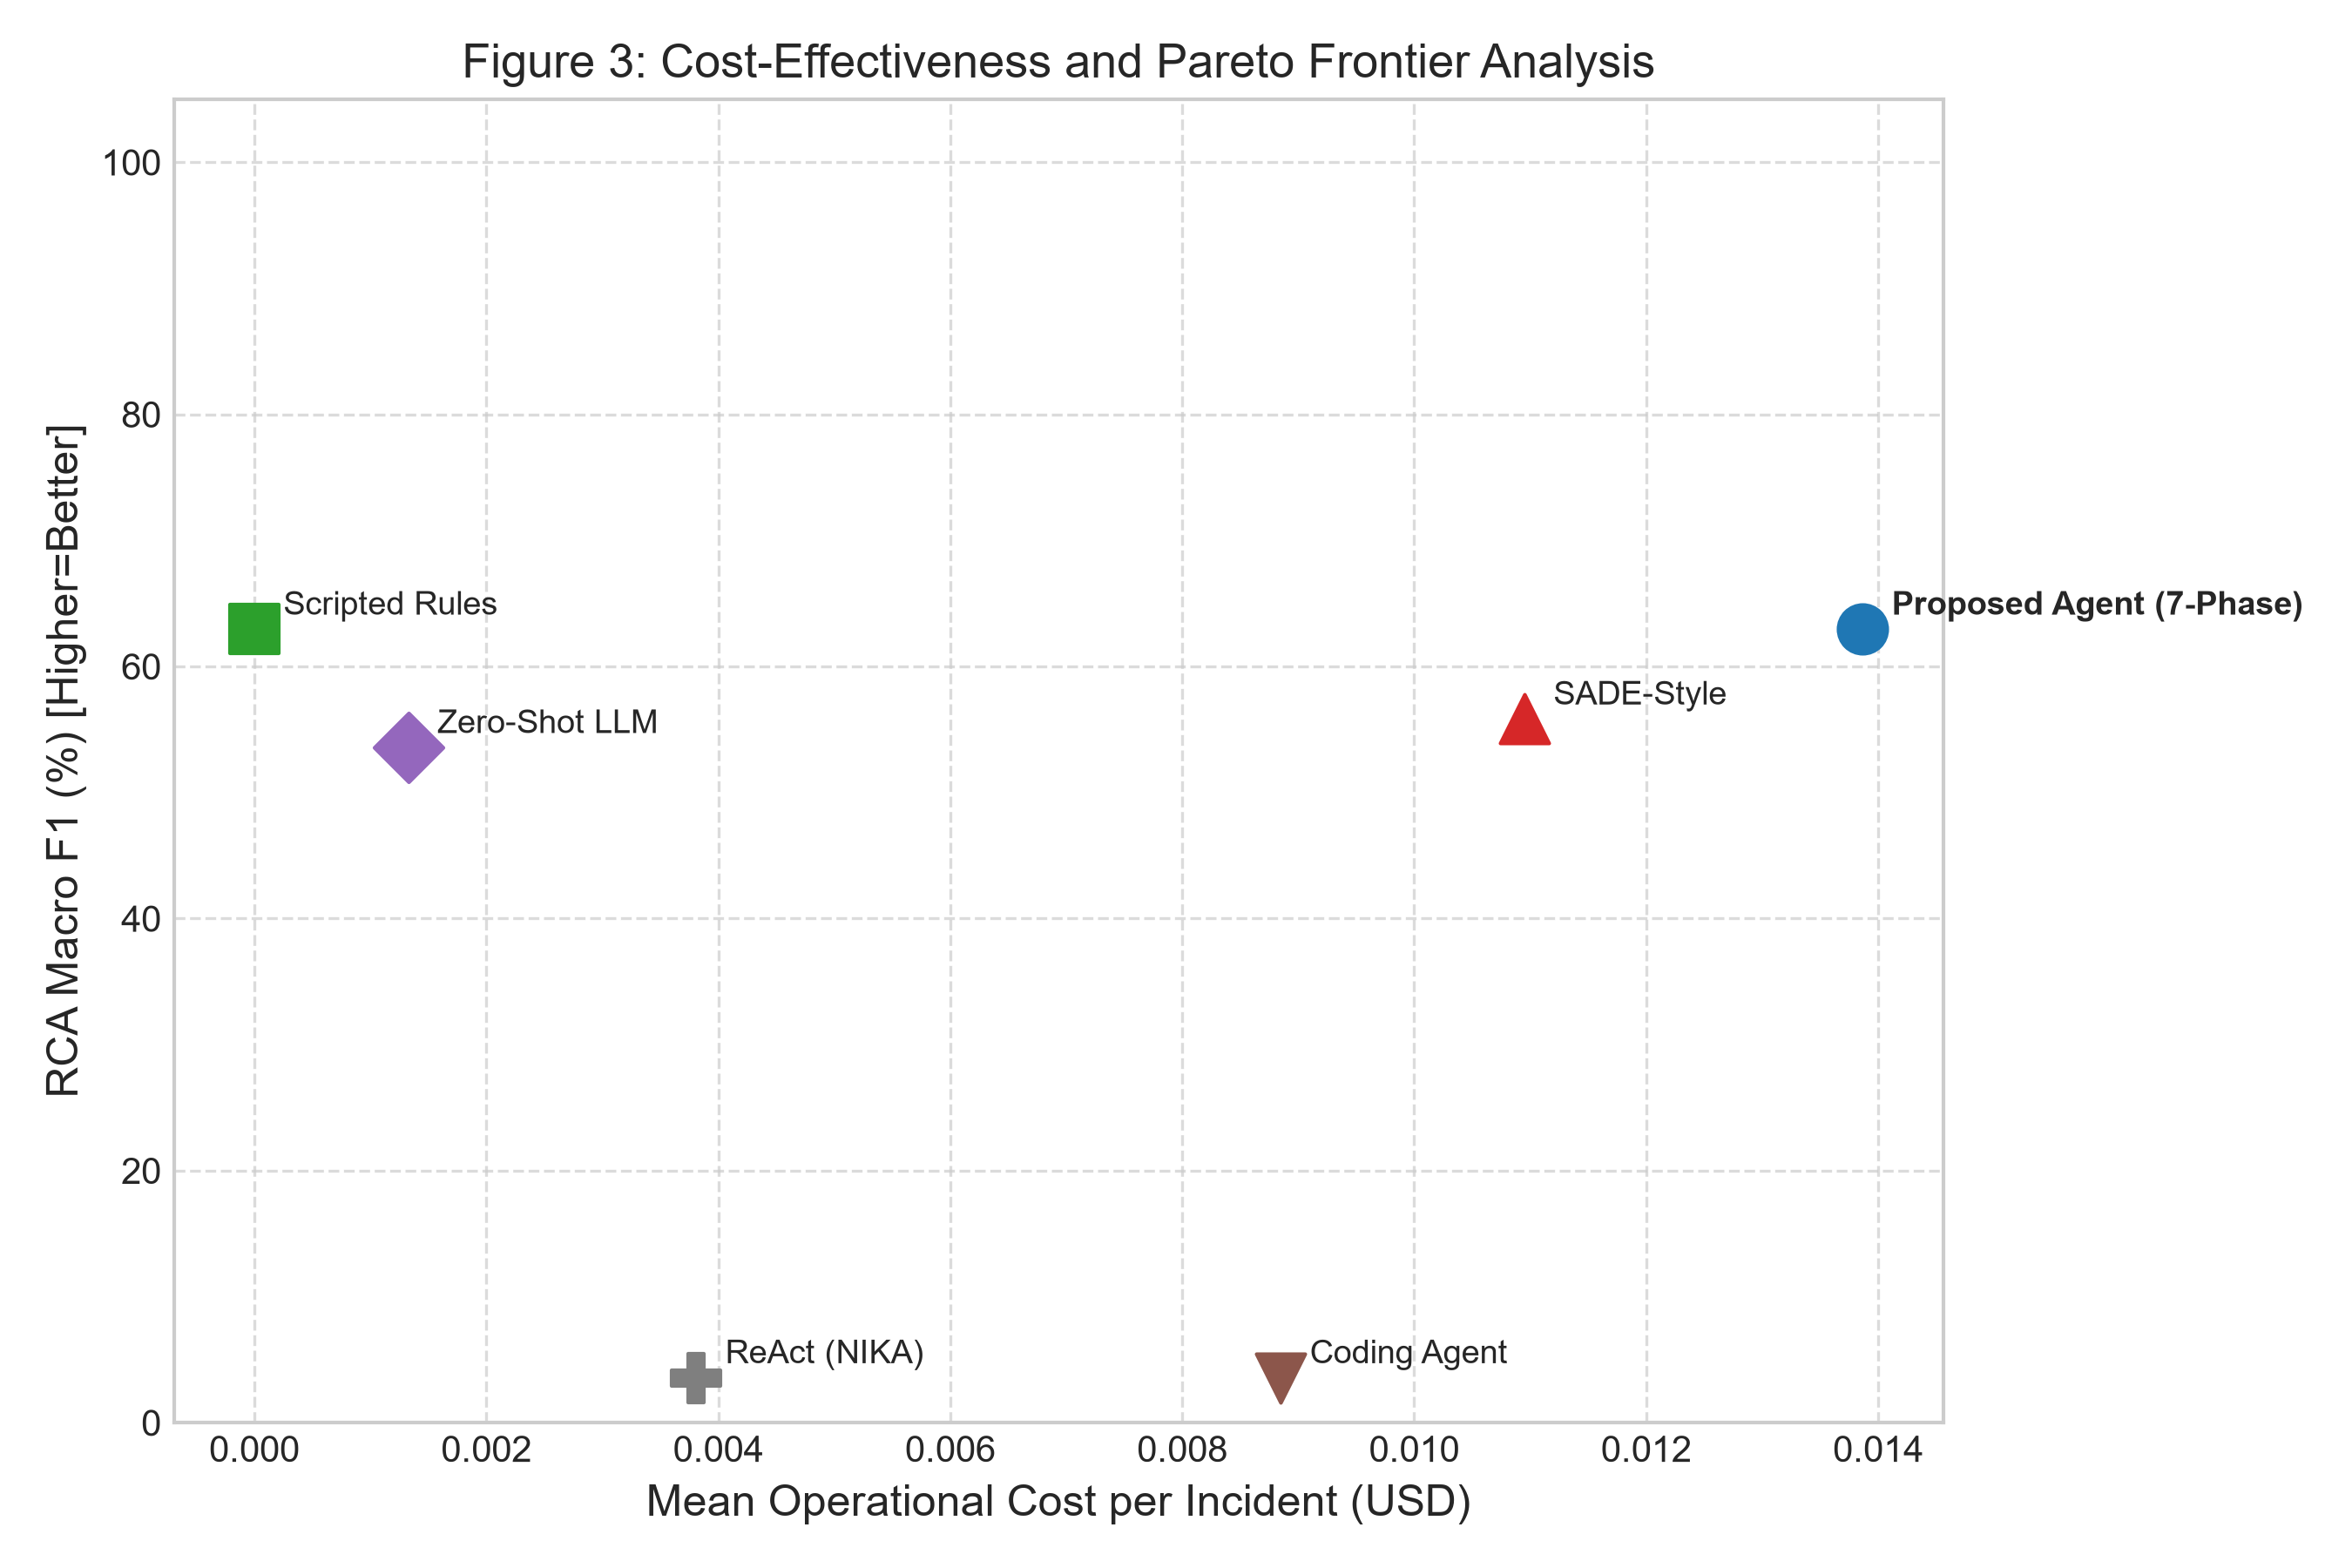 Figure 3: Cost-Effectiveness and Pareto Frontier Analysis
RCA Macro F1 (%) [Higher=Better]
100
80
60
40
20
0
Scripted Rules
Proposed Agent (7-Phase)
SADE-Style
Zero-Shot LLM
ReAct (NIKA)
Coding Agent
0.000 0.002 0.004 0.006 0.008 0.010 0.012 0.014
Mean Operational Cost per Incident (USD)